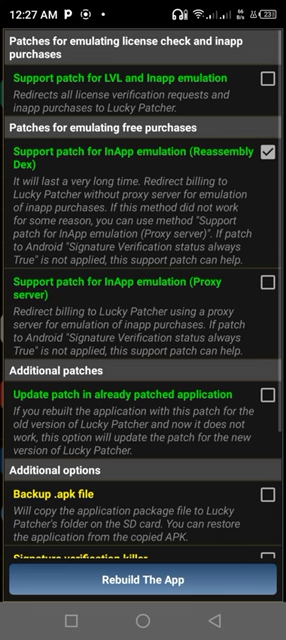 12:27 AM P
66 B/s 23
Patches for emulating license check and inapp
purchases
Support patch for LVL and Inapp emulation
Redirects all license verification requests and
inapp purchases to Lucky Patcher.
Patches for emulating free purchases
Support patch for InApp emulation (Reassembly
Dex)
It will last a very long time. Redirect billing to
Lucky Patcher without proxy server for emulation
of inapp purchases. If this method did not work
for some reason, you can use method "Support
patch for InApp emulation (Proxy server)". If patch
to Android "Signature Verification status always
True" is not applied, this support patch can help.
Support patch for InApp emulation (Proxy
server)
Redirect billing to Lucky Patcher using a proxy
server for emulation of inapp purchases. If patch
to Android "Signature Verification status always
True" is not applied, this support patch can help.
Additional patches
Update patch in already patched application
If you rebuilt the application with this patch for the
old version of Lucky Patcher and now it does not
work, this option will update the patch for the new
version of Lucky Patcher.
Additional options
Backup .apk file
Will copy the application package file to Lucky
Patcher's folder on the SD card. You can restore
the application from the copied APK.
Signature verification killer
Rebuild The App